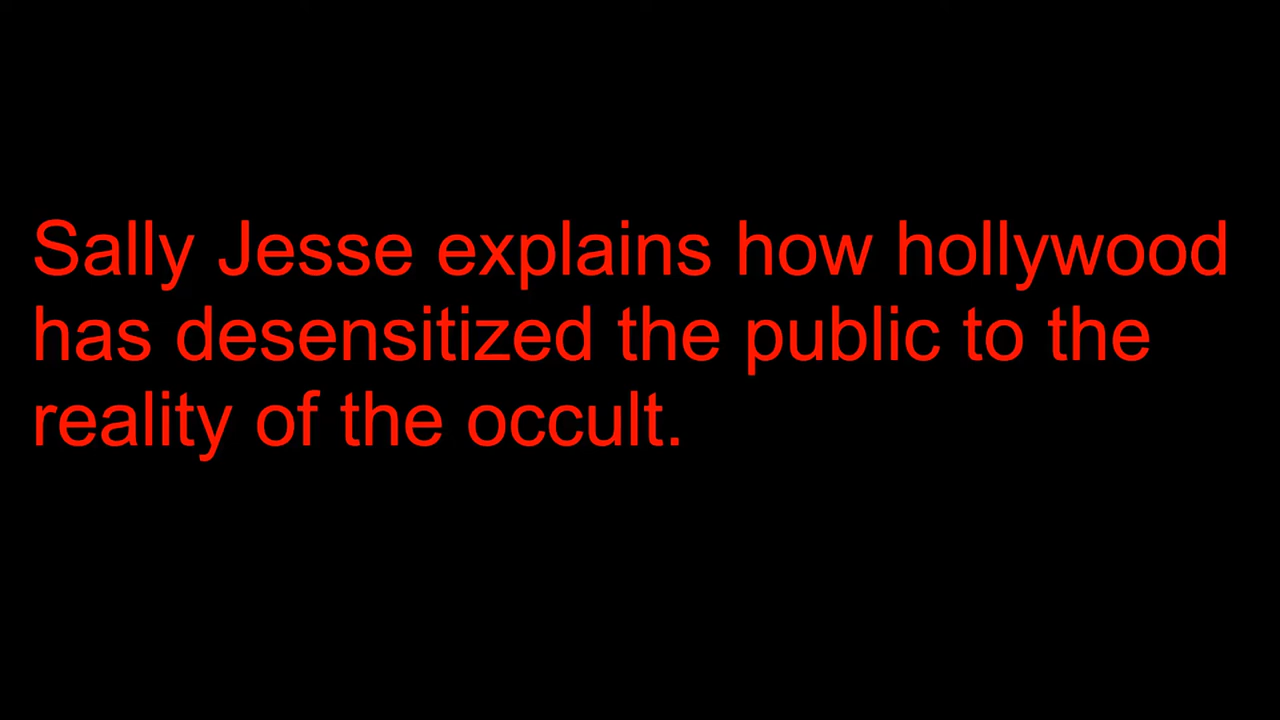 Sally Jesse explains how hollywood
has desensitized the public to the
reality of the occult.